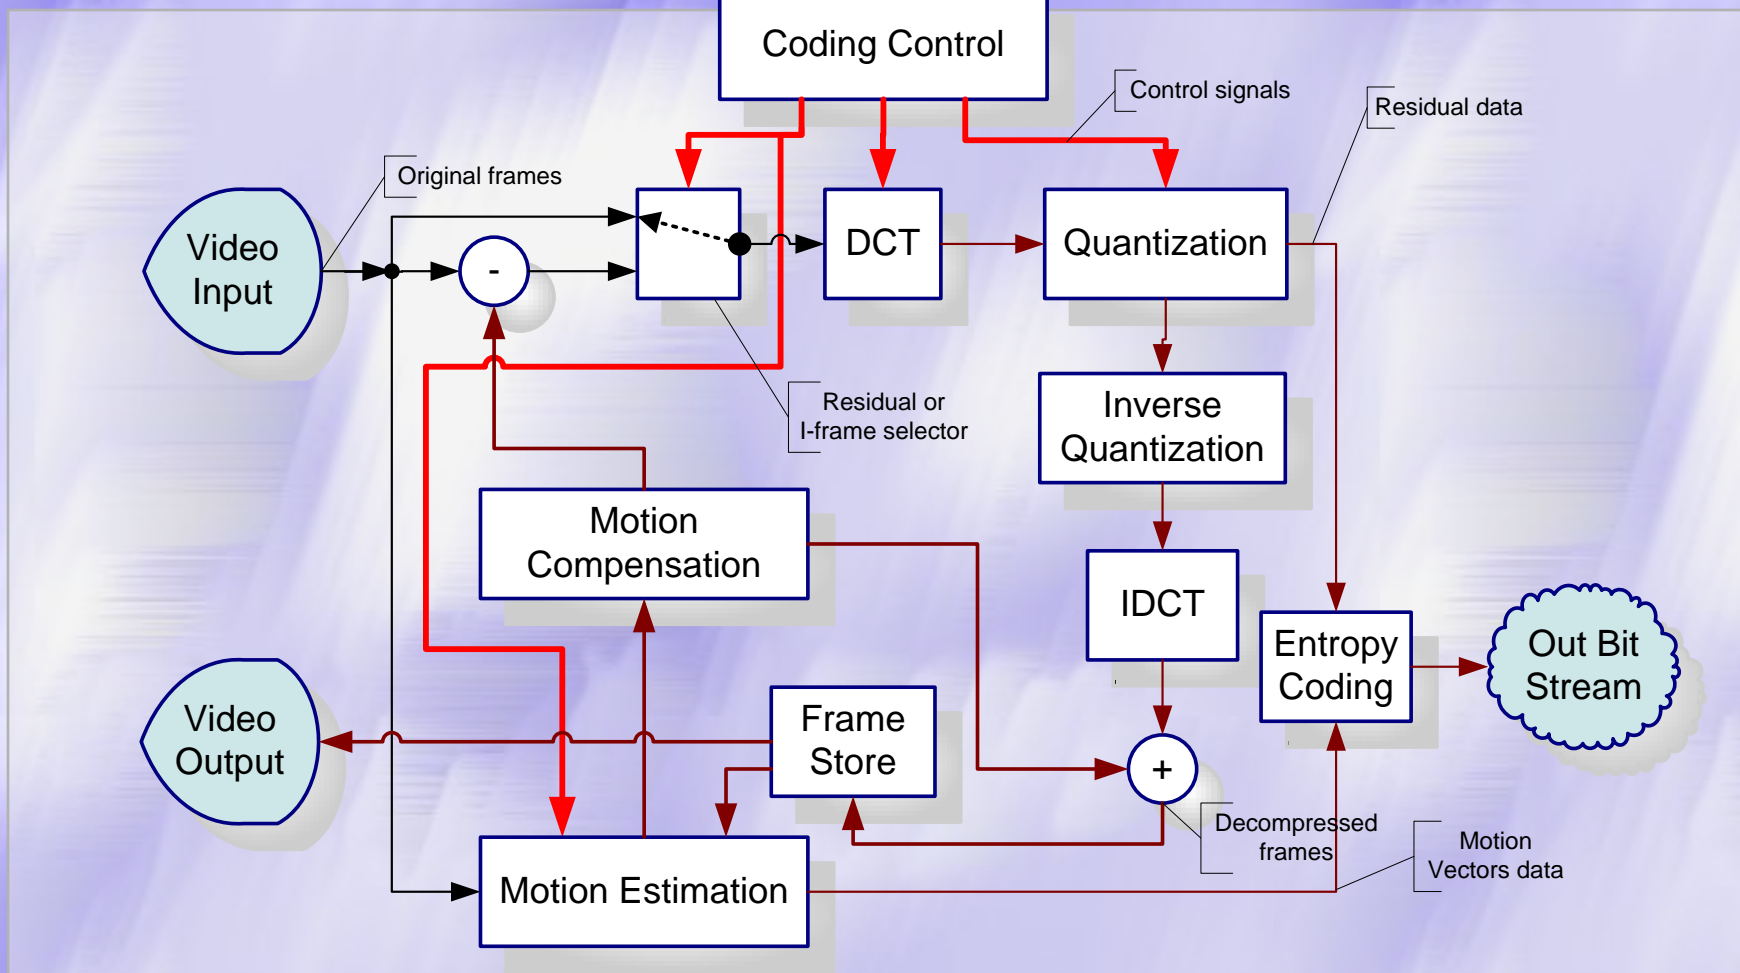 Coding Control
Control signals
Residual data
Original frames
Video
Input
-
DCT
Quantization
Residual or
I-frame selector
Inverse
Quantization
Motion
Compensation
IDCT
Entropy
Coding
Out Bit
Stream
Video
Output
Frame
Store
+
Decompressed
frames
Motion
Vectors data
Motion Estimation